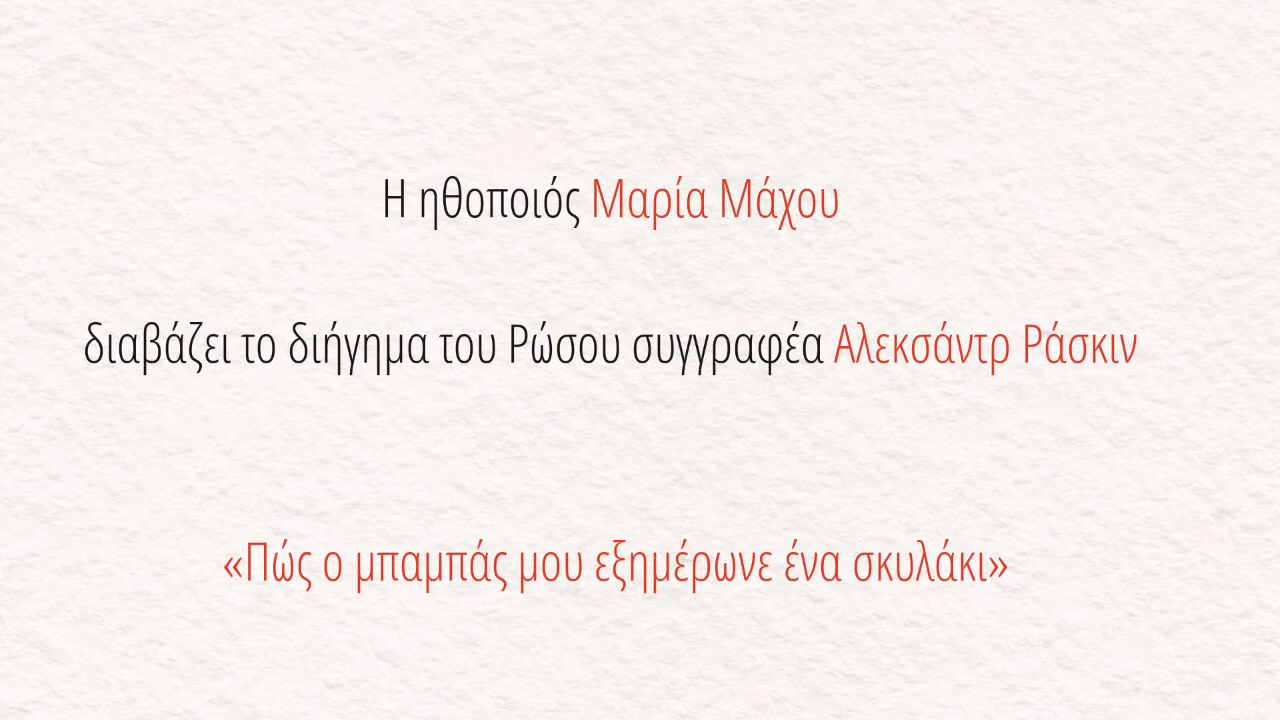 Η ηθοποιός Μαρία Μάχου
διαβάζει το διήγημα του Ρώσου συγγραφέα Αλεκσάντρ Ράσκιν
«Πώς ο μπαμπάς μου εξημέρωνε ένα σκυλάκι»